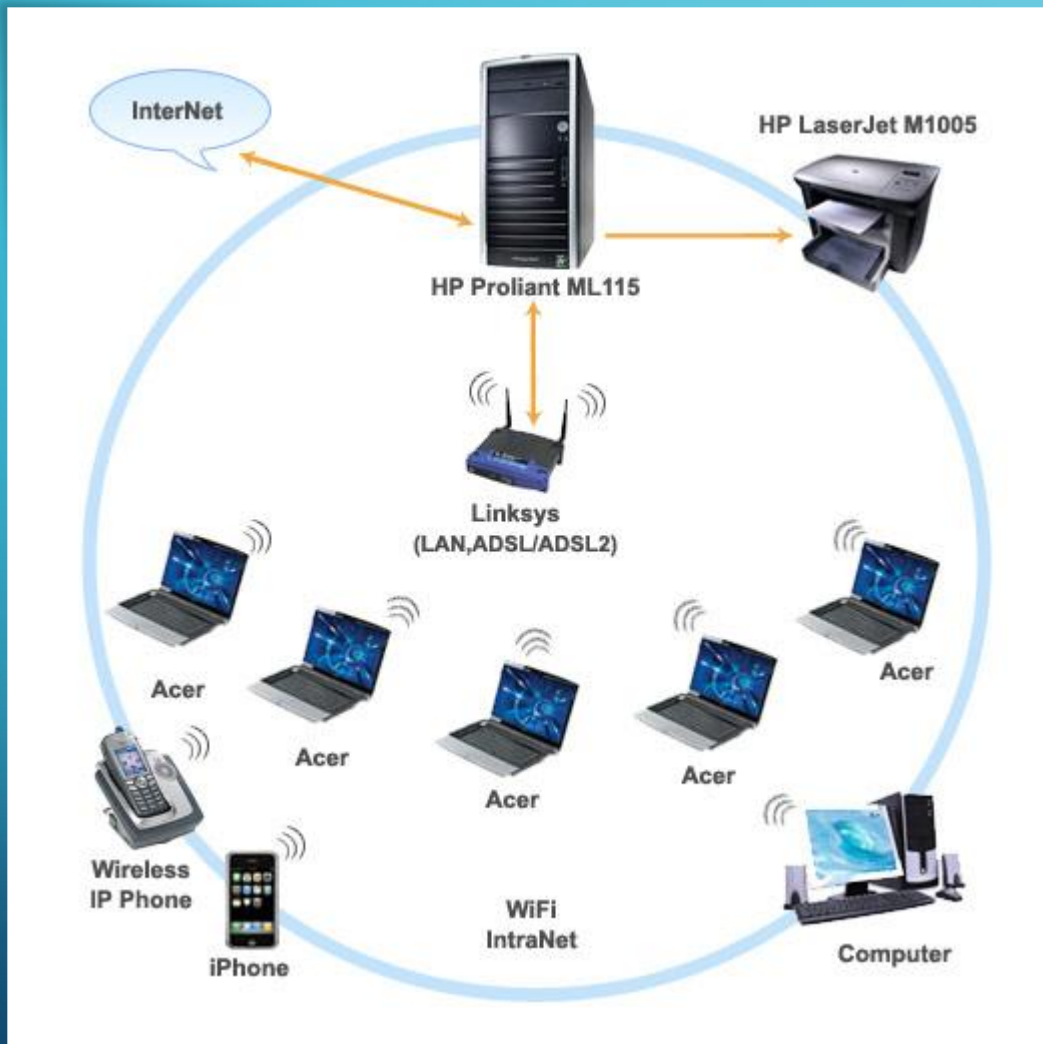 InterNet
HP LaserJet M1005
HP Proliant ML115
Linksys
(LAN,ADSL/ADSL2)
Acer
Acer
Acer
Acer
Acer
Wireless
IP Phone
iPhone
WiFi
IntraNet
Computer